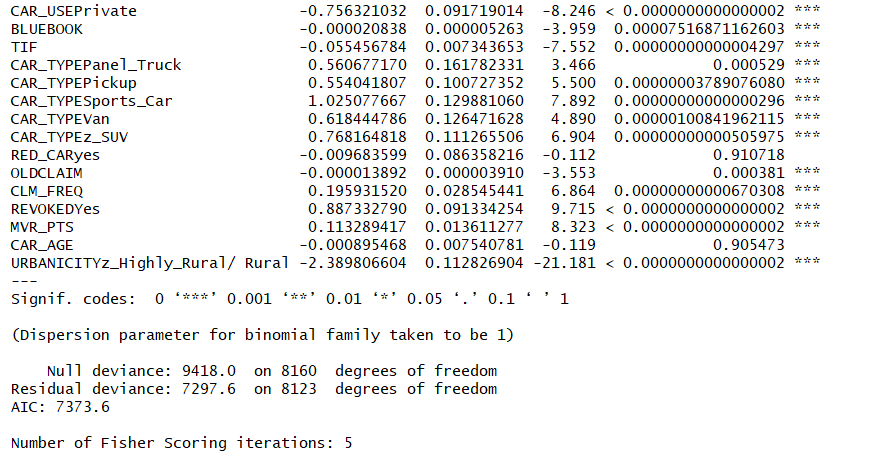 CAR_USEPrivate -0.756321032 0.091719014 -8.246 < 0.0000000000000002 ***
BLUEBOOK -0.000020838 0.000005263 -3.959 0.00007516871162603 ***
TIF -0.055456784 0.007343653 -7.552 0.00000000000004297 ***
CAR_TYPEPanel_Truck 0.560677170 0.161782331 3.466 0.000529 ***
CAR_TYPEPickup 0.554041807 0.100727352 5.500 0.00000003789076080 ***
CAR_TYPESports_Car 1.025077667 0.129881060 7.892 0.00000000000000296 ***
CAR_TYPEVan 0.618444786 0.126471628 4.890 0.00000100841962115 ***
CAR_TYPEz_SUV 0.768164818 0.111265506 6.904 0.00000000000505975 ***
RED_CARyes -0.009683599 0.086358216 -0.112 0.910718
OLDCLAIM -0.000013892 0.000003910 -3.553 0.000381 ***
CLM_FREQ 0.195931520 0.028545441 6.864 0.00000000000670308 ***
REVOKEDYes 0.887332790 0.091334254 9.715 < 0.0000000000000002 ***
MVR_PTS 0.113289417 0.013611277 8.323 < 0.0000000000000002 ***
CAR_AGE -0.000895468 0.007540781 -0.119 0.905473
URBANICITYz_Highly_Rural/ Rural -2.389806604 0.112826904 -21.181 < 0.0000000000000002 ***
---
Signif. codes: 0 ‘***’ 0.001 ‘**’ 0.01 ‘*’ 0.05 ‘.’ 0.1 ‘ ’ 1
(Dispersion parameter for binomial family taken to be 1)
Null deviance: 9418.0 on 8160 degrees of freedom
Residual deviance: 7297.6 on 8123 degrees of freedom
AIC: 7373.6
Number of Fisher Scoring iterations: 5